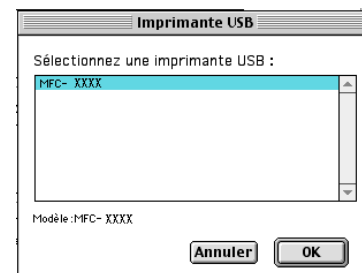 Imprimante USB
Sélectionnez une imprimante USB :
MFC- XXXX
Modèle :MFC- XXXX
Annuler OK